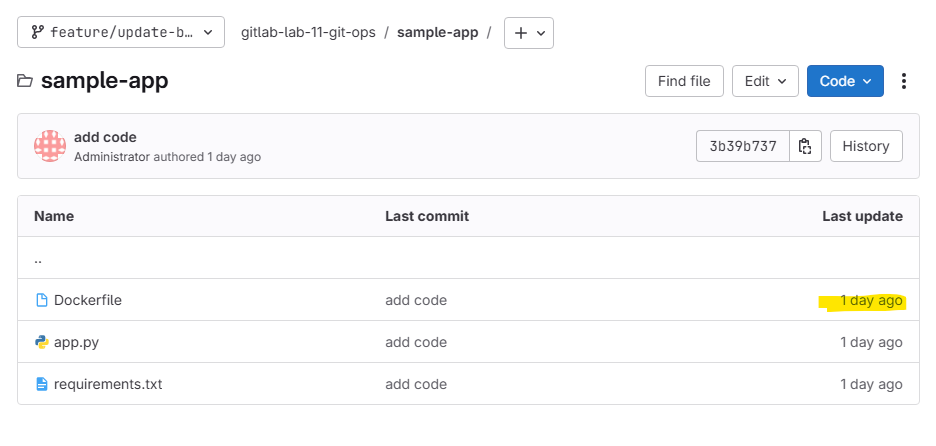 feature/update-b… gitlab-lab-11-git-ops / sample-app /
sample-app Find file Edit Code
add code
Administrator authored 1 day ago
3b39b737 History
Name Last commit Last update
..
Dockerfile add code 1 day ago
app.py add code 1 day ago
requirements.txt add code 1 day ago